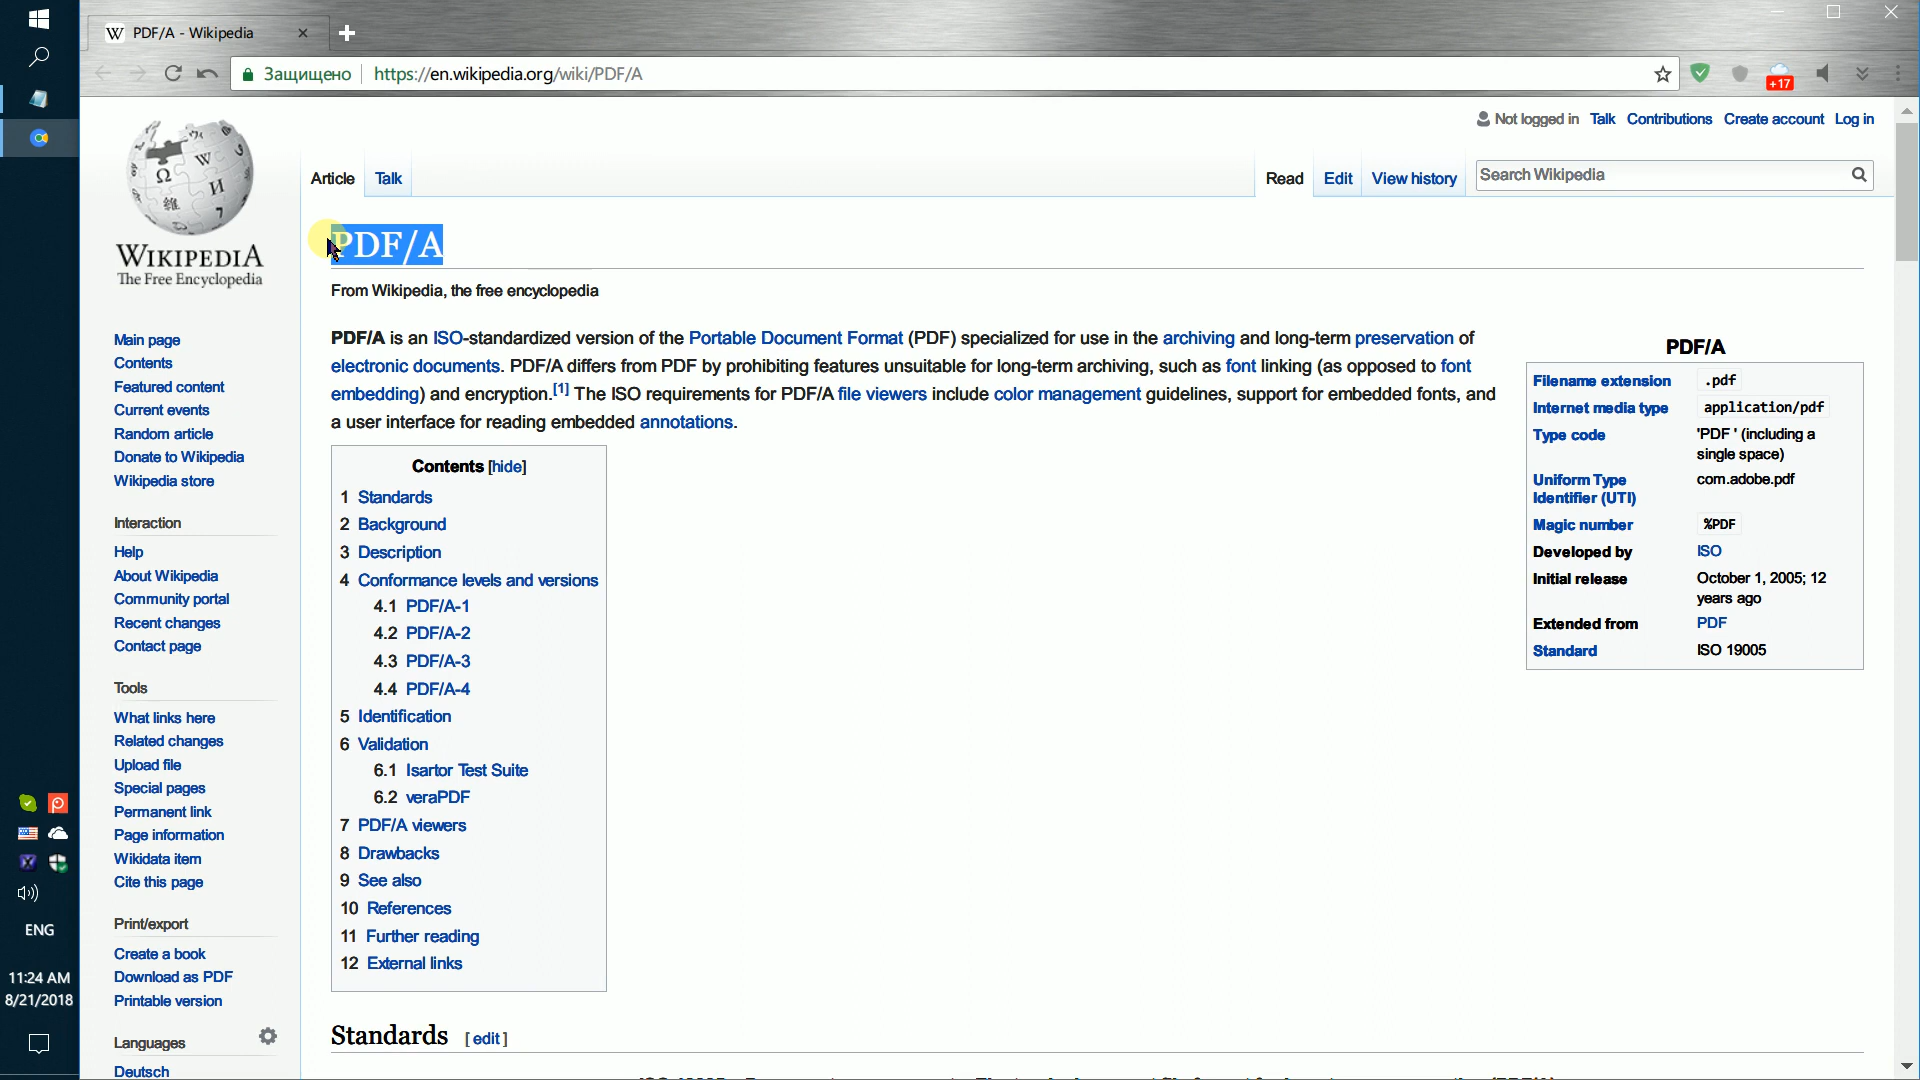 PDF/A - Wikipedia
Защищено
https://en.wikipedia.org/wiki/PDF/A
+17
Not logged in Talk Contributions Create account Log in
Article Talk
Read Edit View history
Search Wikipedia
WIKIPEDIA
The Free Encyclopedia
Main page
Contents
Featured content
Current events
Random article
Donate to Wikipedia
Wikipedia store
Interaction
Help
About Wikipedia
Community portal
Recent changes
Contact page
Tools
What links here
Related changes
Upload file
Special pages
Permanent link
Page information
Wikidata item
Cite this page
Print/export
Create a book
Download as PDF
Printable version
Languages
Deutsch
PDF/A
From Wikipedia, the free encyclopedia
PDF/A is an ISO-standardized version of the Portable Document Format (PDF) specialized for use in the archiving and long-term preservation of
electronic documents. PDF/A differs from PDF by prohibiting features unsuitable for long-term archiving, such as font linking (as opposed to font
embedding) and encryption.[1] The ISO requirements for PDF/A file viewers include color management guidelines, support for embedded fonts, and
a user interface for reading embedded annotations.
Contents [hide]
1 Standards
2 Background
3 Description
4 Conformance levels and versions
4.1 PDF/A-1
4.2 PDF/A-2
4.3 PDF/A-3
4.4 PDF/A-4
5 Identification
6 Validation
6.1 Isartor Test Suite
6.2 veraPDF
7 PDF/A viewers
8 Drawbacks
9 See also
10 References
11 Further reading
12 External links
Standards [ edit ]
PDF/A
Filename extension .pdf
Internet media type application/pdf
Type code 'PDF ' (including a
single space)
Uniform Type
Identifier (UTI) com.adobe.pdf
Magic number %PDF
Developed by ISO
Initial release October 1, 2005; 12
years ago
Extended from PDF
Standard ISO 19005
ENG
11:24 AM
8/21/2018